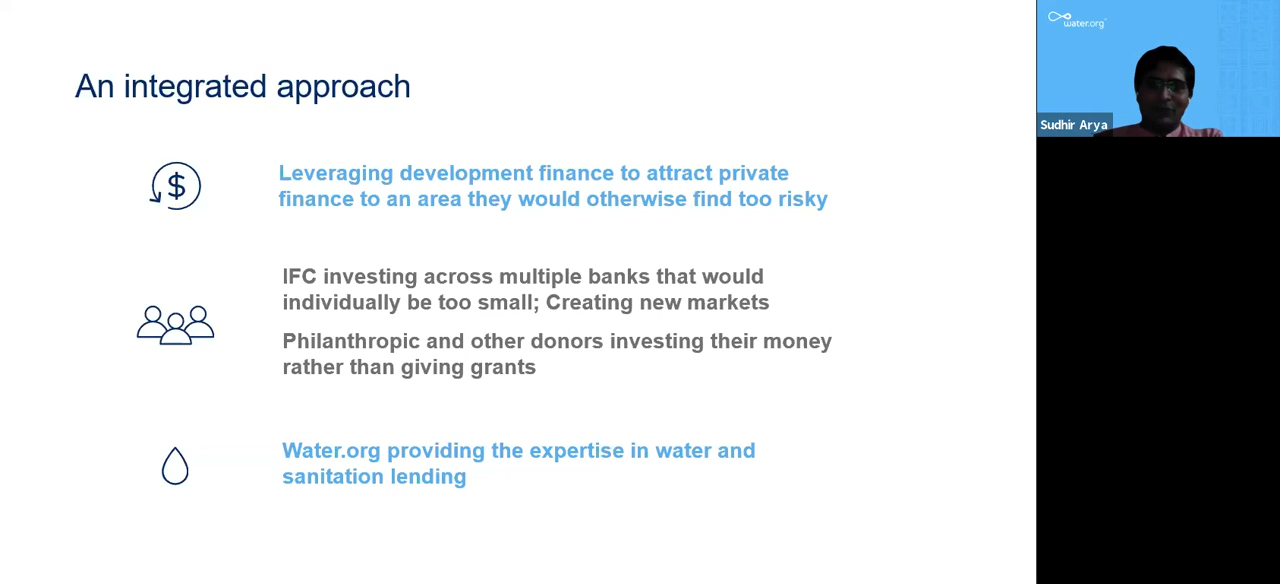 An integrated approach
$
Leveraging development finance to attract private
finance to an area they would otherwise find too risky
IFC investing across multiple banks that would
individually be too small; Creating new markets
Philanthropic and other donors investing their money
rather than giving grants
Water.org providing the expertise in water and
sanitation lending
water.org
Sudhir Arya